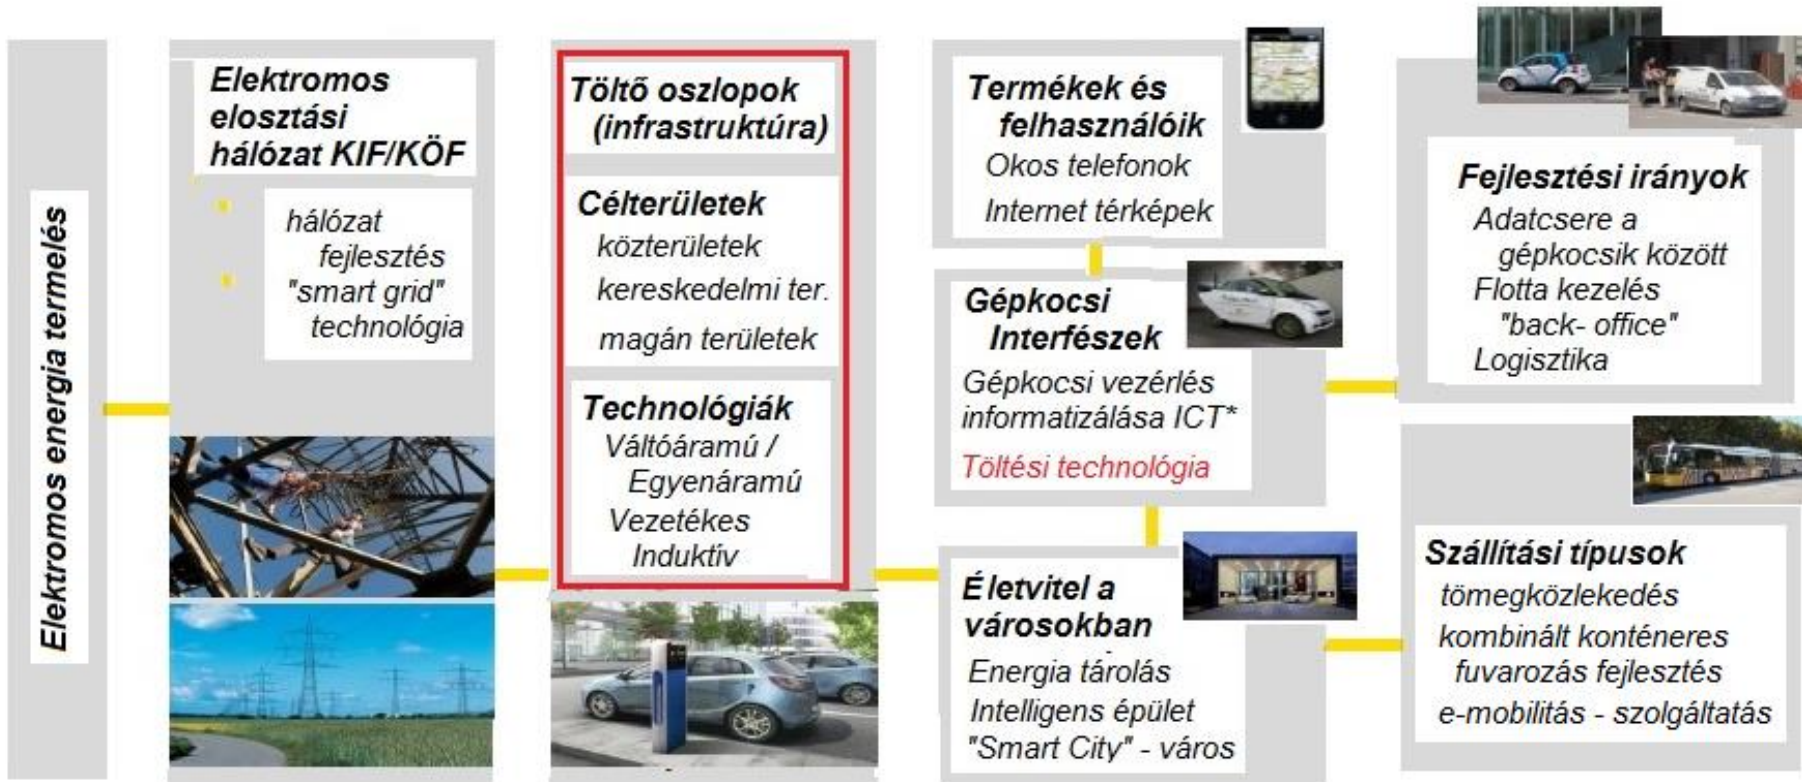 Elektromos energia termelés
Elektromos
elosztási
hálózat KIF/KÖF
hálózat
fejlesztés
"smart grid"
technológia
Töltő oszlopok
(infrastruktúra)
Célterületek
közterületek
kereskedelmi ter.
magán területek
Technológiák
Váltóáramú /
Egyenáramú
Vezetékes
Induktív
Termékek és
felhasználóik
Okos telefonok
Internet térképek
Gépkocsi
Interfészek
Gépkocsi vezérlés
informatizálása ICT*
Töltési technológia
Életvitel a
városokban
Energia tárolás
Intelligens épület
"Smart City" - város
Fejlesztési irányok
Adatcsere a
gépkocsik között
Flotta kezelés
"back- office"
Logisztika
Szállítási típusok
tömegközlekedés
kombinált konténeres
fuvarozás fejlesztés
e-mobilitás - szolgáltatás